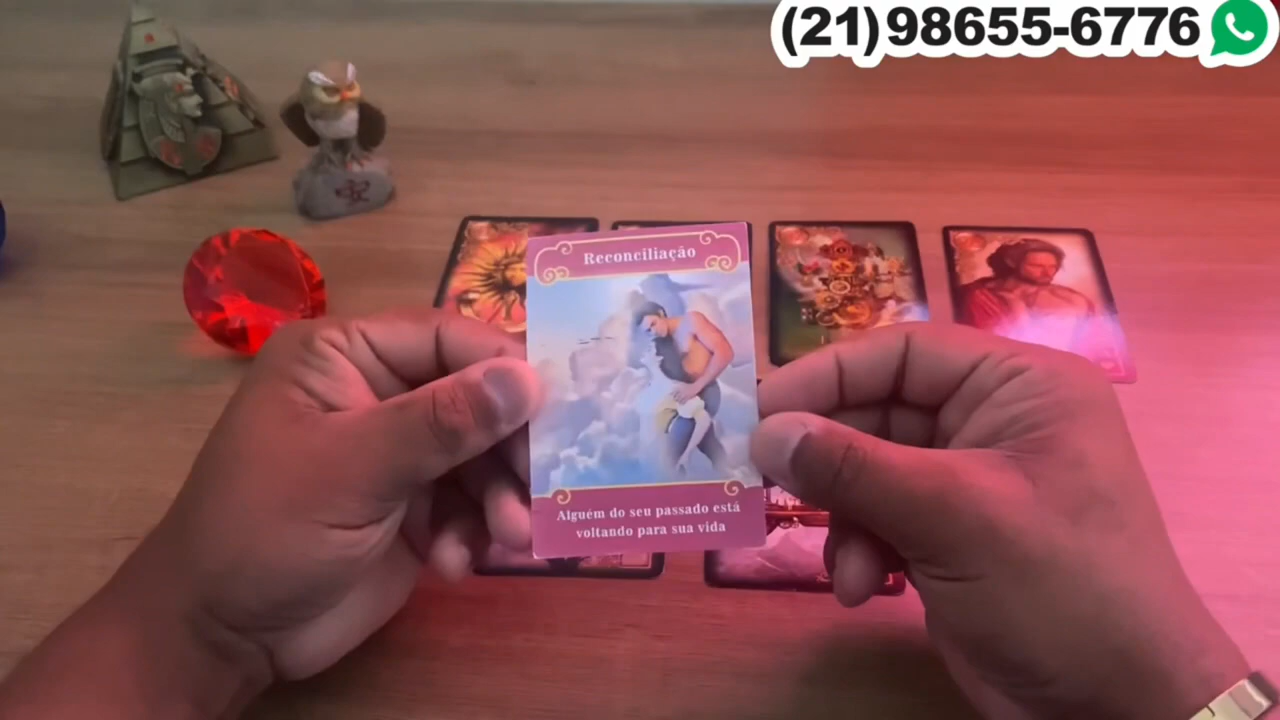 (21)98655-6776
Reconciliação
Alguém do seu passado está
voltando para sua vida